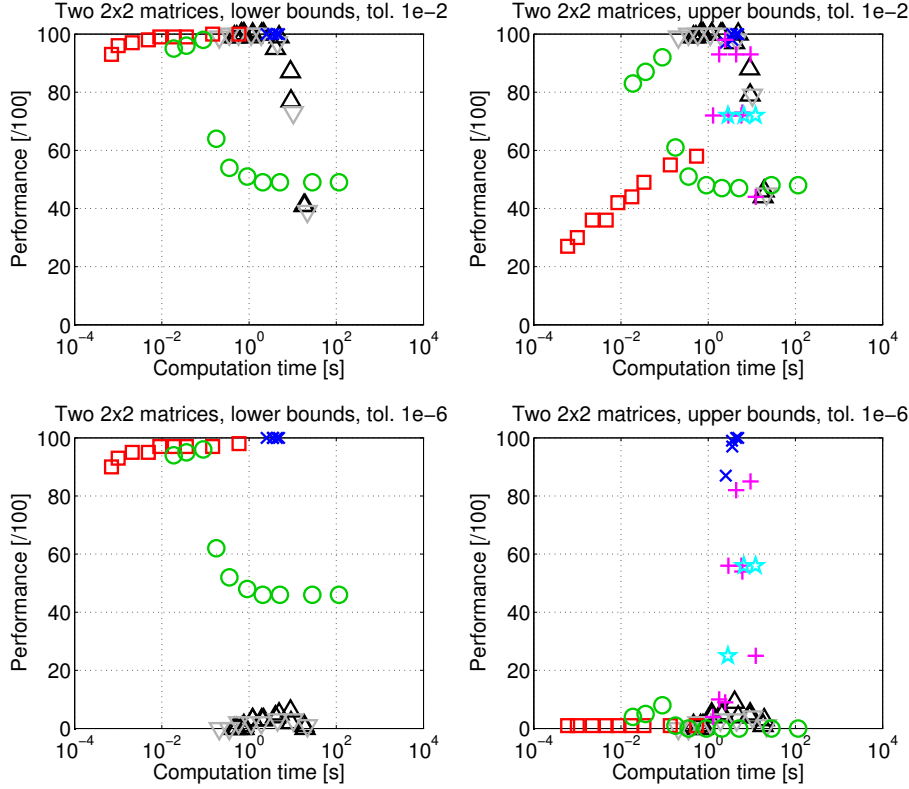 Two 2x2 matrices, lower bounds, tol. 1e−2
Performance [/100]
100
80
60
40
20
0
10^−4 10^−2 10^0 10^2 10^4
Computation time [s]
Two 2x2 matrices, upper bounds, tol. 1e−2
Performance [/100]
100
80
60
40
20
0
10^−4 10^−2 10^0 10^2 10^4
Computation time [s]
Two 2x2 matrices, lower bounds, tol. 1e−6
Performance [/100]
100
80
60
40
20
0
10^−4 10^−2 10^0 10^2 10^4
Computation time [s]
Two 2x2 matrices, upper bounds, tol. 1e−6
Performance [/100]
100
80
60
40
20
0
10^−4 10^−2 10^0 10^2 10^4
Computation time [s]